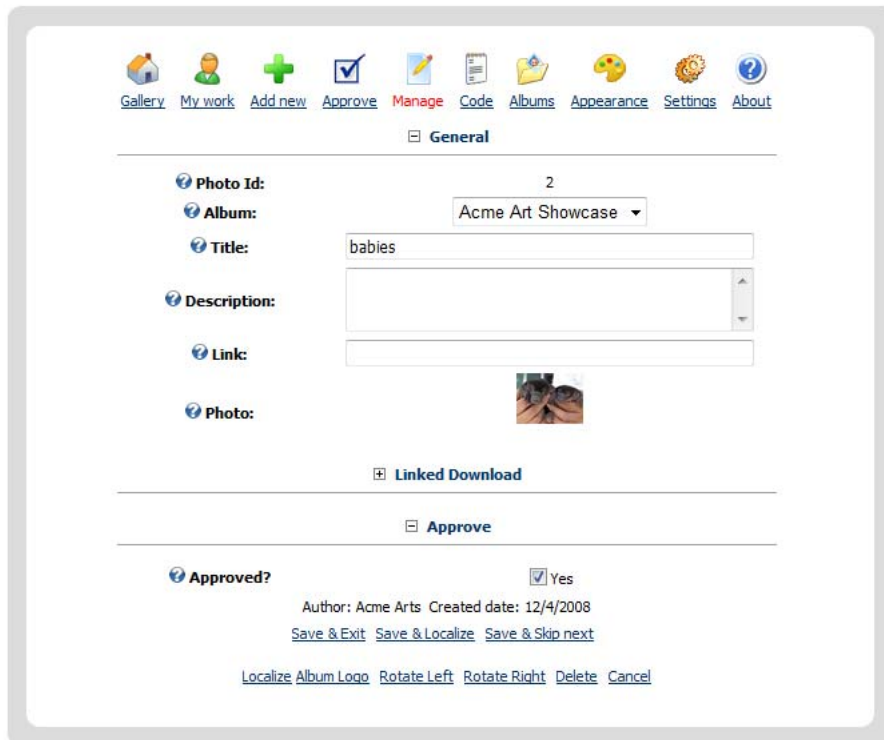 Gallery My work Add new Approve Manage Code Albums Appearance Settings About
General
Photo Id: 2
Album: Acme Art Showcase
Title: babies
Description:
Link:
Photo:
Linked Download
Approve
Approved? Yes
Author: Acme Arts Created date: 12/4/2008
Save & Exit Save & Localize Save & Skip next
Localize Album Logo Rotate Left Rotate Right Delete Cancel